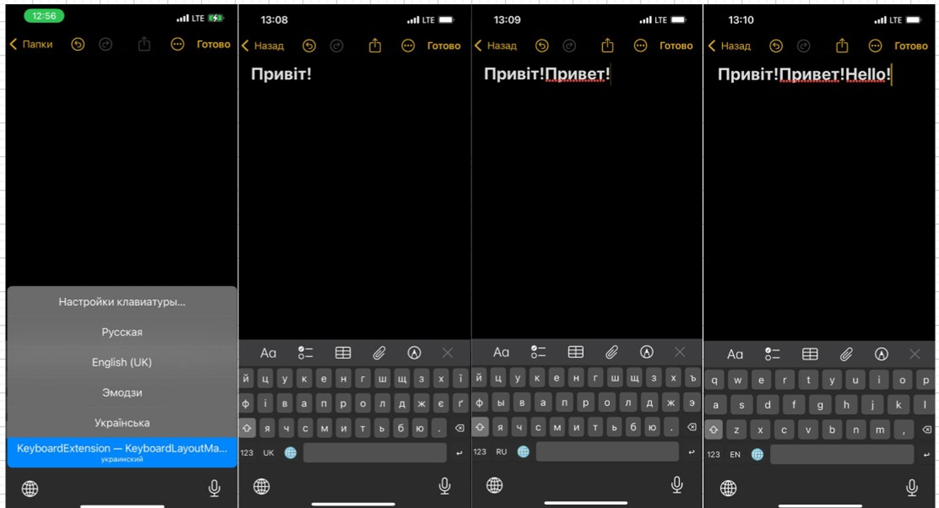 12:56
LTE
Папки
Готово
Настройки клавиатуры...
Русская
English (UK)
Эмодзи
Українська
KeyboardExtension — KeyboardLayoutMa...
украинский
13:08
LTE
Назад
Готово
Привіт!
Aa
й ц у к е н г ш щ з х ї
ф і в а п р о л д ж є ґ
я ч с м и т ь б ю .
123 UK
13:09
LTE
Назад
Готово
Привіт!Привет!
Aa
й ц у к е н г ш щ з х ъ
ф ы в а п р о л д ж э
я ч с м и т ь б ю .
123 RU
13:10
LTE
Назад
Готово
Привіт!Привет!Hello!
Aa
q w e r t y u i o p
a s d f g h j k l
z x c v b n m ,
123 EN